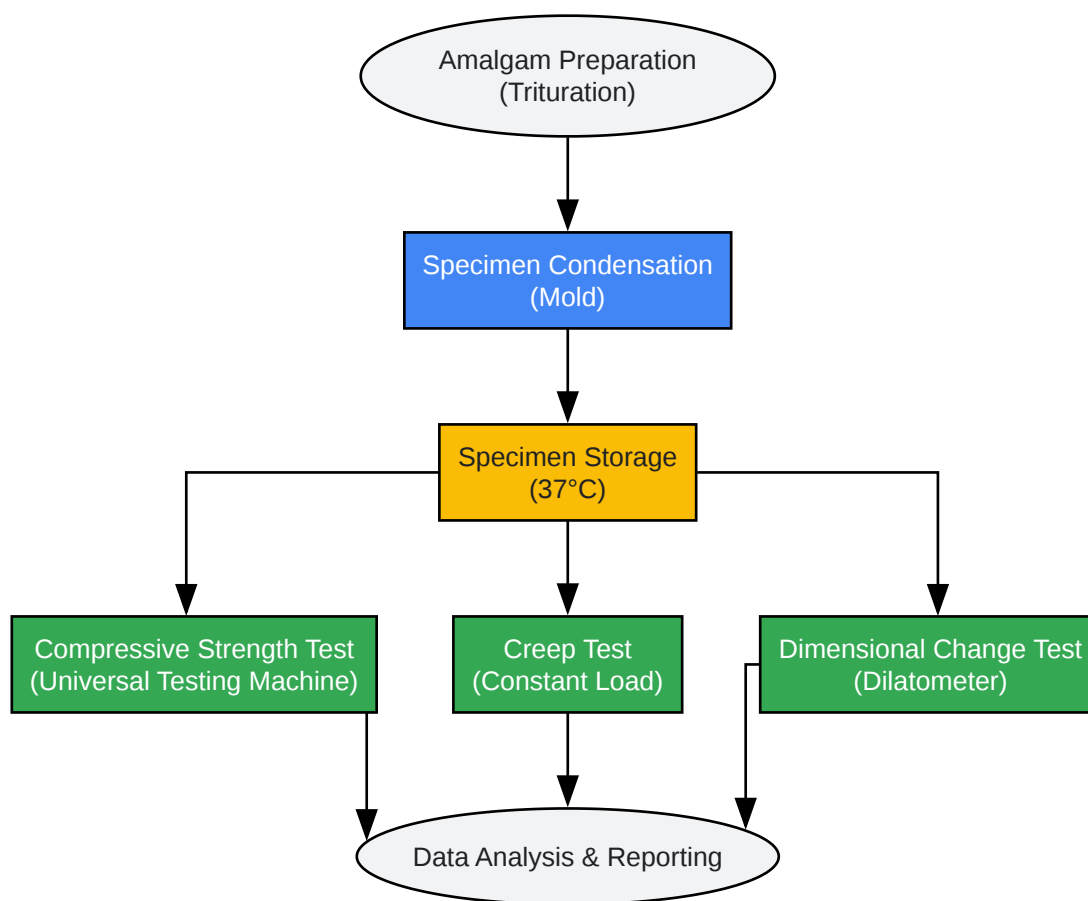 Amalgam Preparation
(Trituration)
Specimen Condensation
(Mold)
Specimen Storage
(37°C)
Compressive Strength Test
(Universal Testing Machine)
Creep Test
(Constant Load)
Dimensional Change Test
(Dilatometer)
Data Analysis & Reporting